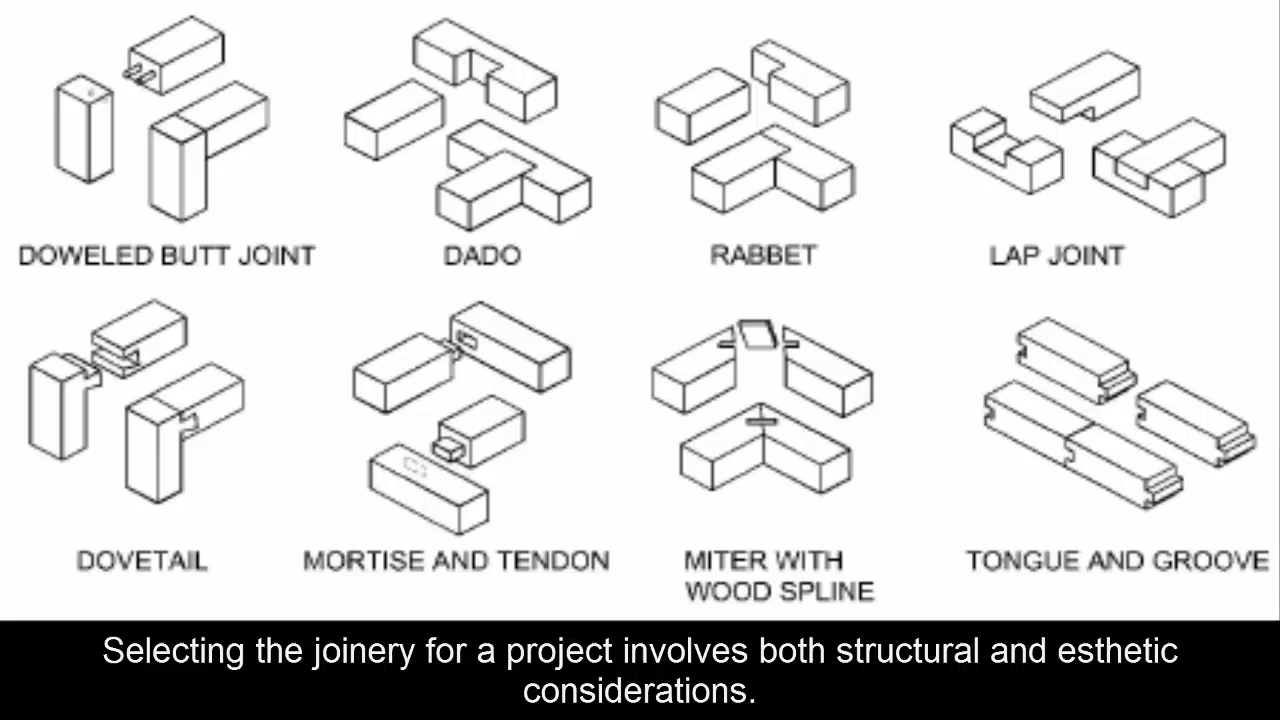 DOWELED BUTT JOINT
DADO
RABBET
LAP JOINT
DOVETAIL
MORTISE AND TENDON
MITER WITH
WOOD SPLINE
TONGUE AND GROOVE
Selecting the joinery for a project involves both structural and esthetic
considerations.